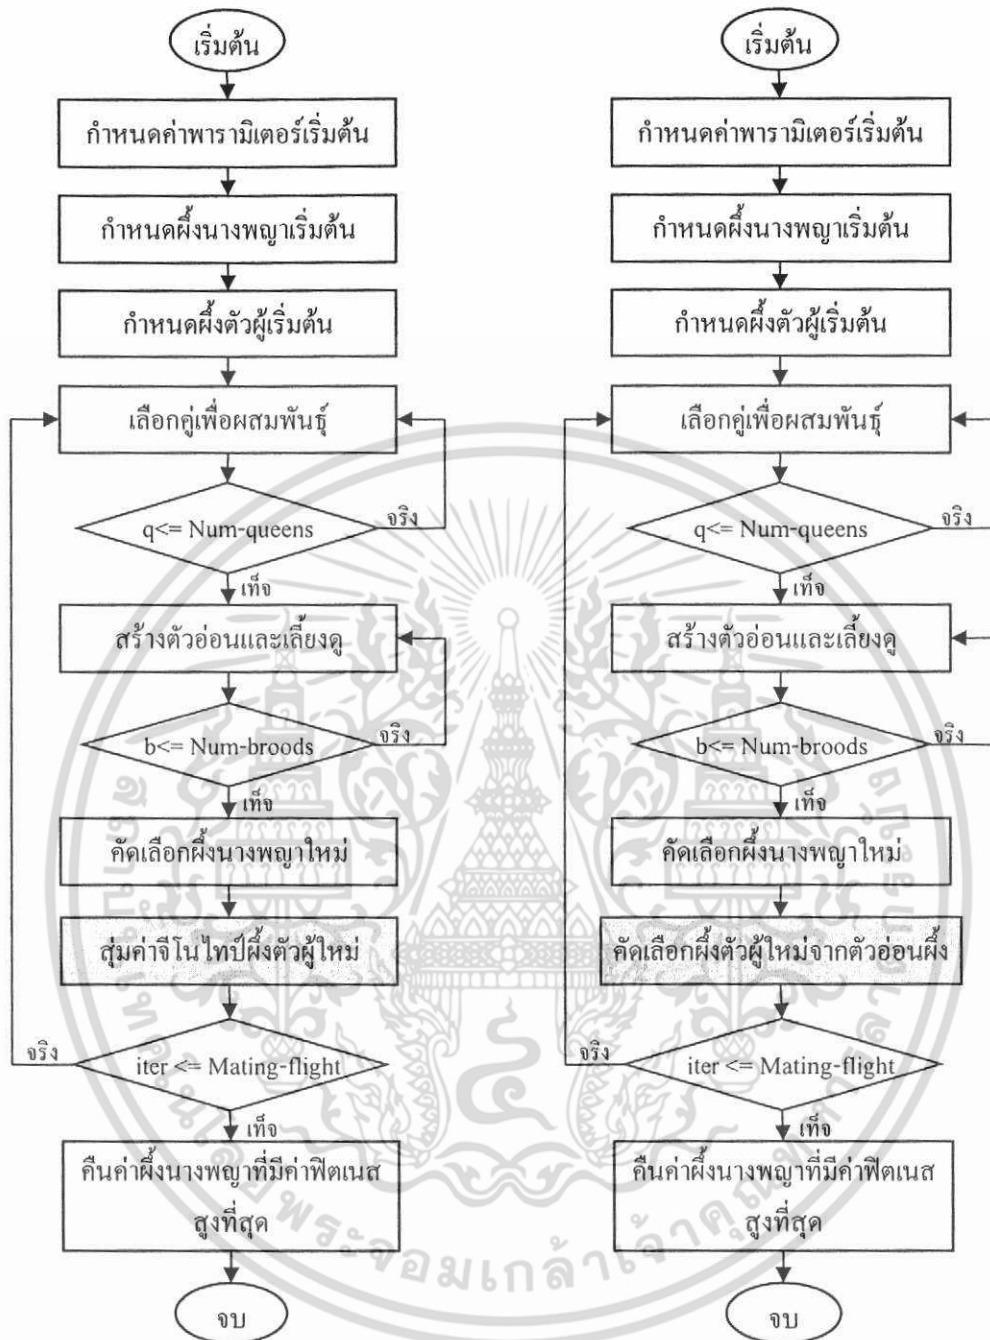 เริ่มต้น
กำหนดค่าพารามิเตอร์เริ่มต้น
กำหนดผึ้งนางพญาเริ่มต้น
กำหนดผึ้งตัวผู้เริ่มต้น
เลือกคู่เพื่อผสมพันธุ์
q<= Num-queens
จริง
เท็จ
สร้างตัวอ่อนและเลี้ยงดู
b<= Num-broods
จริง
เท็จ
คัดเลือกผึ้งนางพญาใหม่
สุ่มค่าจีโนไทป์ผึ้งตัวผู้ใหม่
จริง
iter <= Mating-flight
เท็จ
คืนค่าผึ้งนางพญาที่มีค่าฟิตเนส
สูงที่สุด
จบ
เริ่มต้น
กำหนดค่าพารามิเตอร์เริ่มต้น
กำหนดผึ้งนางพญาเริ่มต้น
กำหนดผึ้งตัวผู้เริ่มต้น
เลือกคู่เพื่อผสมพันธุ์
q<= Num-queens
จริง
เท็จ
สร้างตัวอ่อนและเลี้ยงดู
b<= Num-broods
จริง
เท็จ
คัดเลือกผึ้งนางพญาใหม่
คัดเลือกผึ้งตัวผู้ใหม่จากตัวอ่อนผึ้ง
จริง
iter <= Mating-flight
เท็จ
คืนค่าผึ้งนางพญาที่มีค่าฟิตเนส
สูงที่สุด
จบ
พระจอมเกล้าเจ้าคุณทหาร